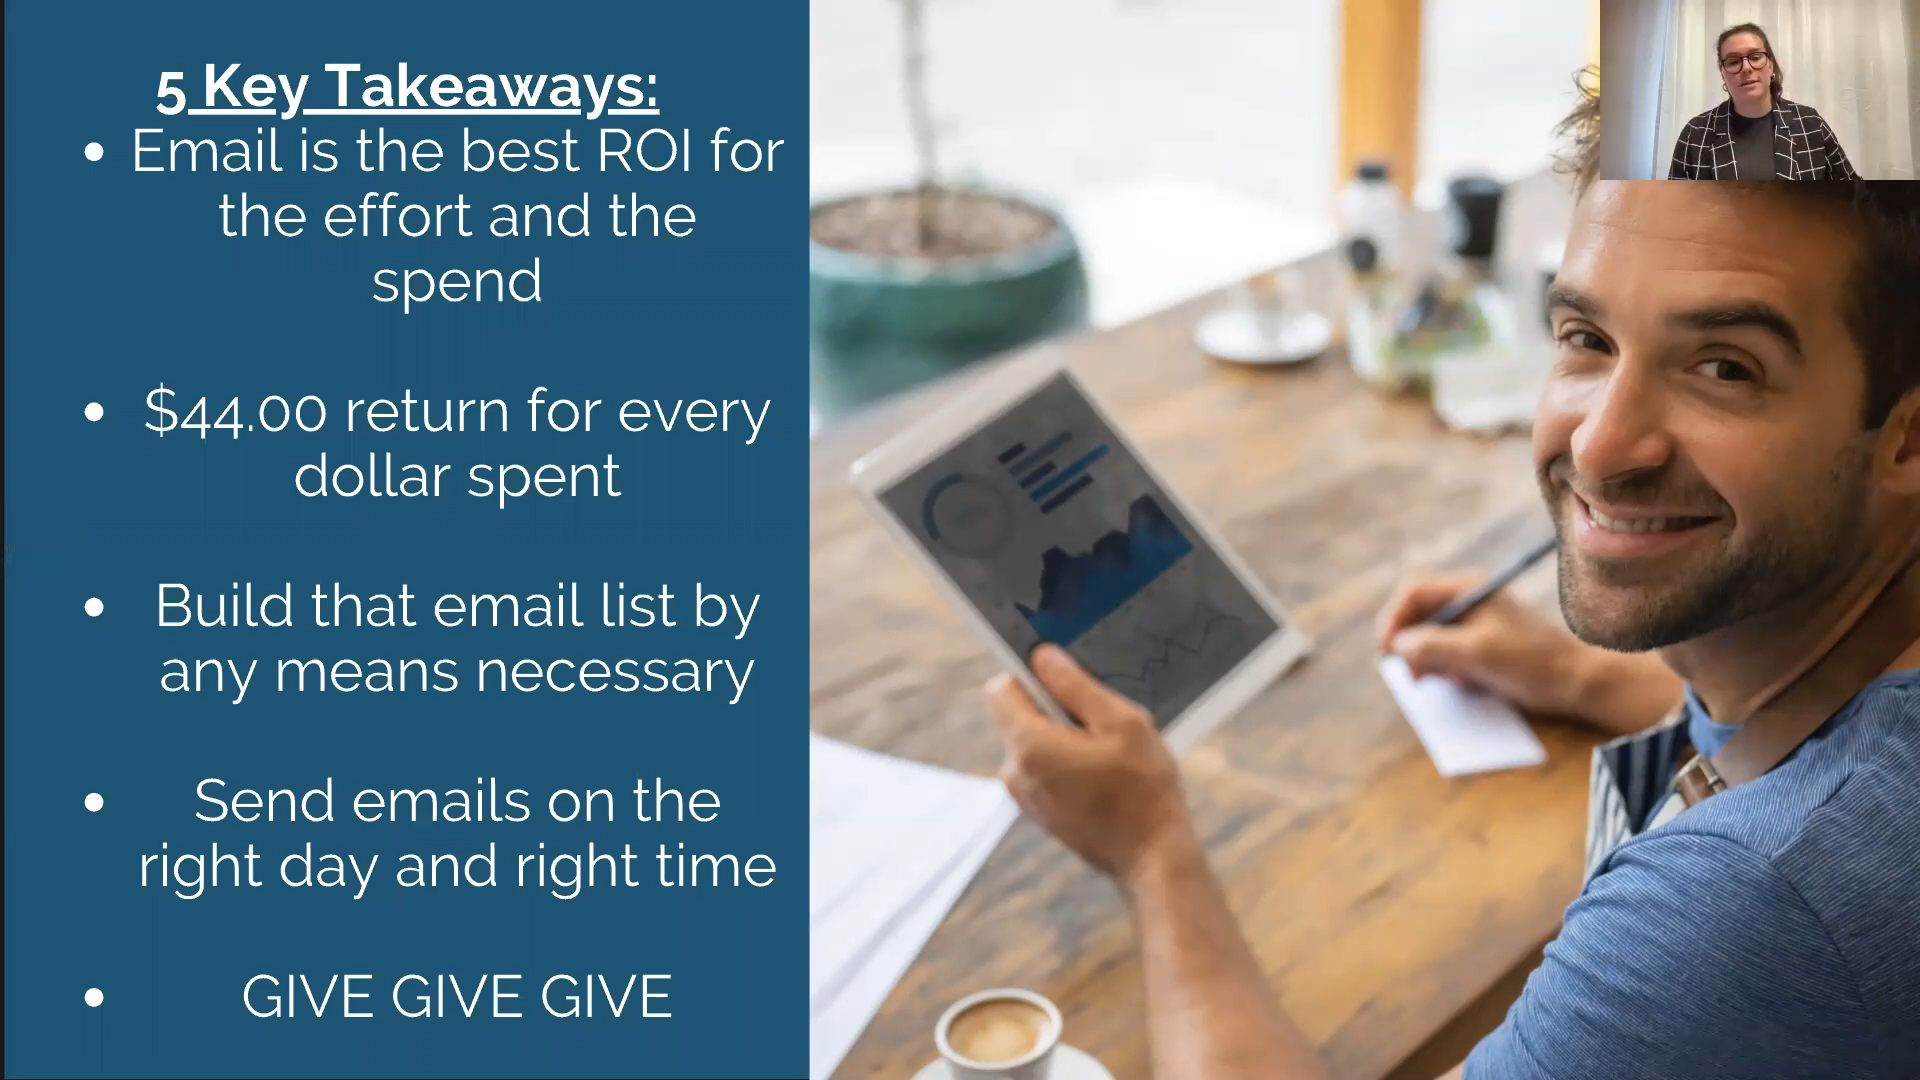 5 Key Takeaways:
• Email is the best ROI for
the effort and the
spend
• $44.00 return for every
dollar spent
• Build that email list by
any means necessary
• Send emails on the
right day and right time
• GIVE GIVE GIVE